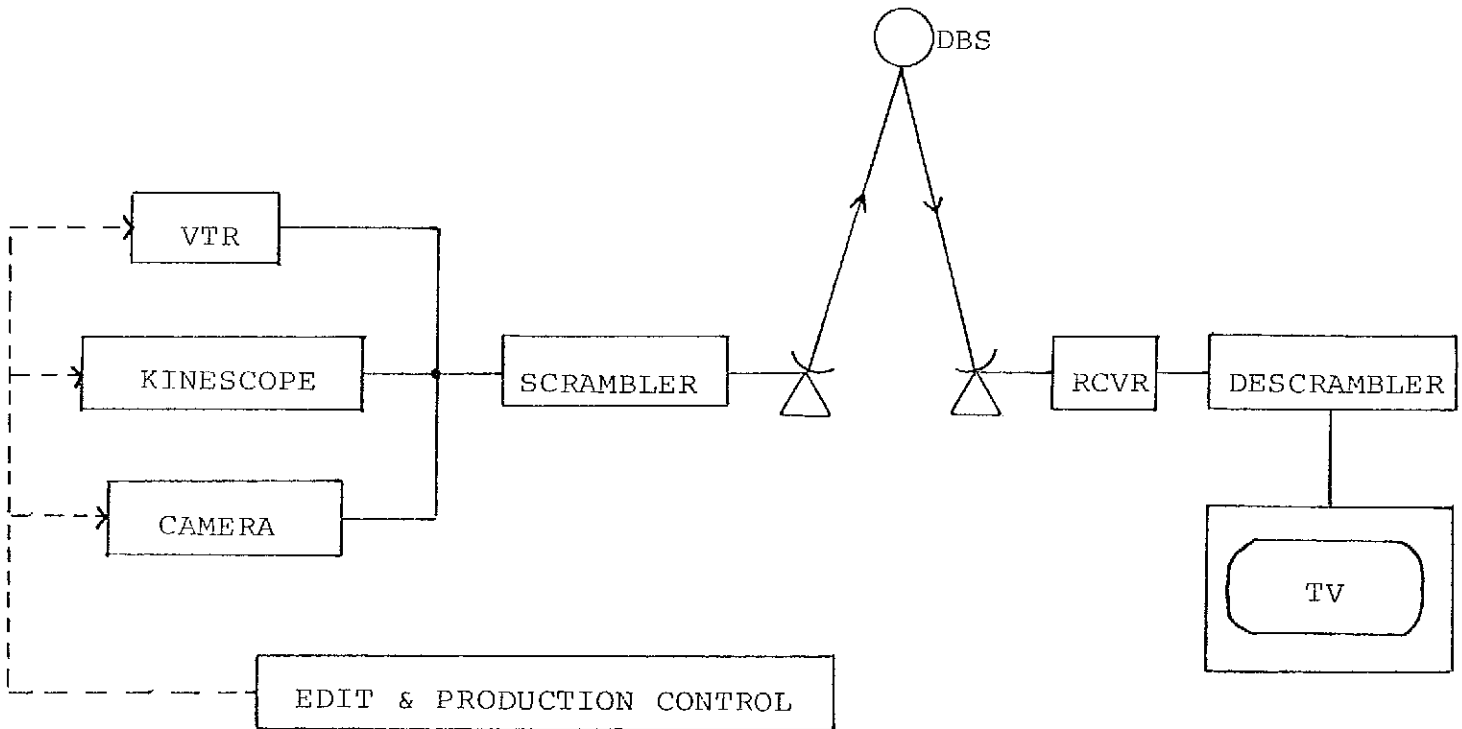 DBS
VTR
KINESCOPE
SCRAMBLER
RCVR
DESCRAMBLER
CAMERA
TV
EDIT & PRODUCTION CONTROL